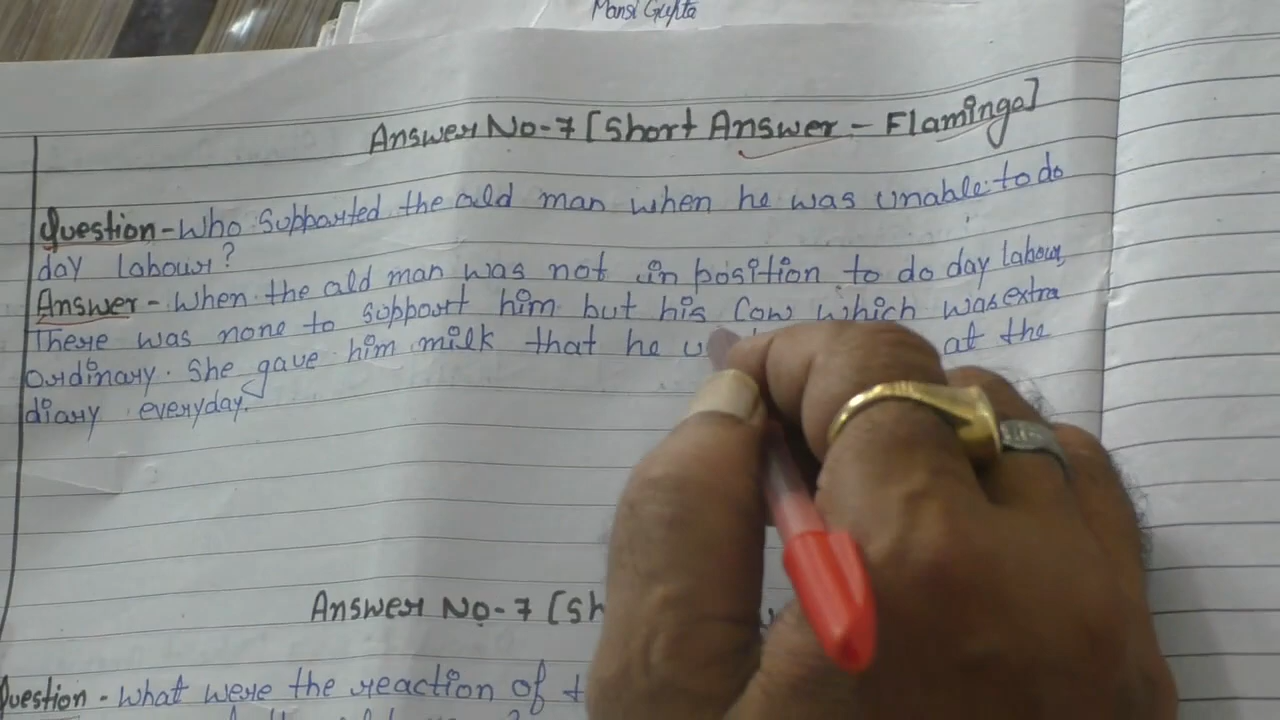 Mansi Gupta
Answer No-7 [Short Answer - Flamingo]
Question - Who supported the old man when he was unable to do
day labour?
Answer - When the old man was not in position to do day labour,
There was none to support him but his Cow which was extra
ordinary. She gave him milk that he at the
diary everyday.
Answer No-7 [Sh
Question - What were the reaction of